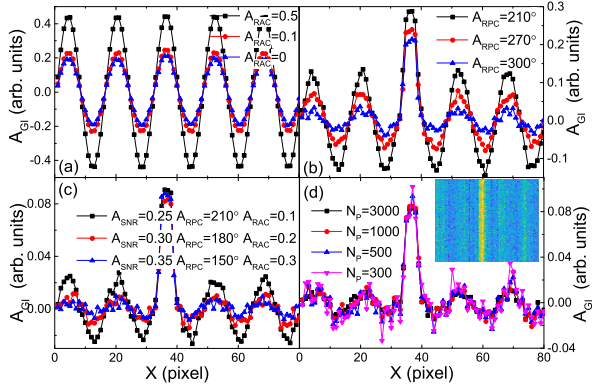 0.4
0.2
0.0
-0.2
-0.4
A_GI (arb. units)
A_RAC=0.5
A_RAC=0.1
A_RAC=0
(a)
A_RPC=210°
A_RPC=270°
A_RPC=300°
(b)
0.3
0.2
0.1
0.0
-0.1
A_GI (arb. units)
(c)
A_SNR=0.25 A_RPC=210° A_RAC=0.1
A_SNR=0.30 A_RPC=180° A_RAC=0.2
A_SNR=0.35 A_RPC=150° A_RAC=0.3
0.08
0.04
0.00
A_GI (arb. units)
0 20 40 60 80
X (pixel)
(d)
N_P=3000
N_P=1000
N_P=500
N_P=300
0.08
0.04
0.00
-0.04
A_GI (arb. units)
20 40 60 80
X (pixel)